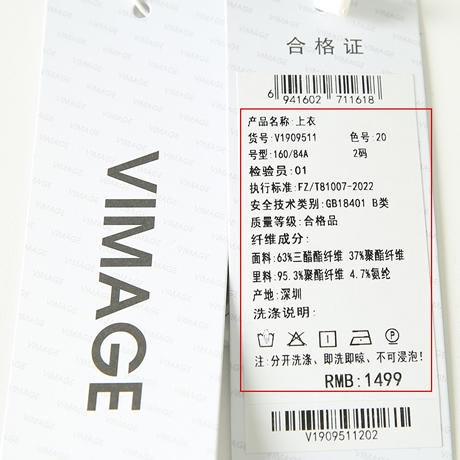 VIMAGE
合格证
6 941602 711618
产品名称:上衣
货号:V1909511 色号:20
号型:160/84A 2码
检验员:01
执行标准:FZ/T81007-2022
安全技术类别:GB18401 B类
质量等级:合格品
纤维成分:
面料:63%三醋酯纤维 37%聚酯纤维
里料:95.3%聚酯纤维 4.7%氨纶
产地:深圳
洗涤说明:
P
注:分开洗涤、即洗即晾、不可浸泡!
RMB:1499
V1909511202